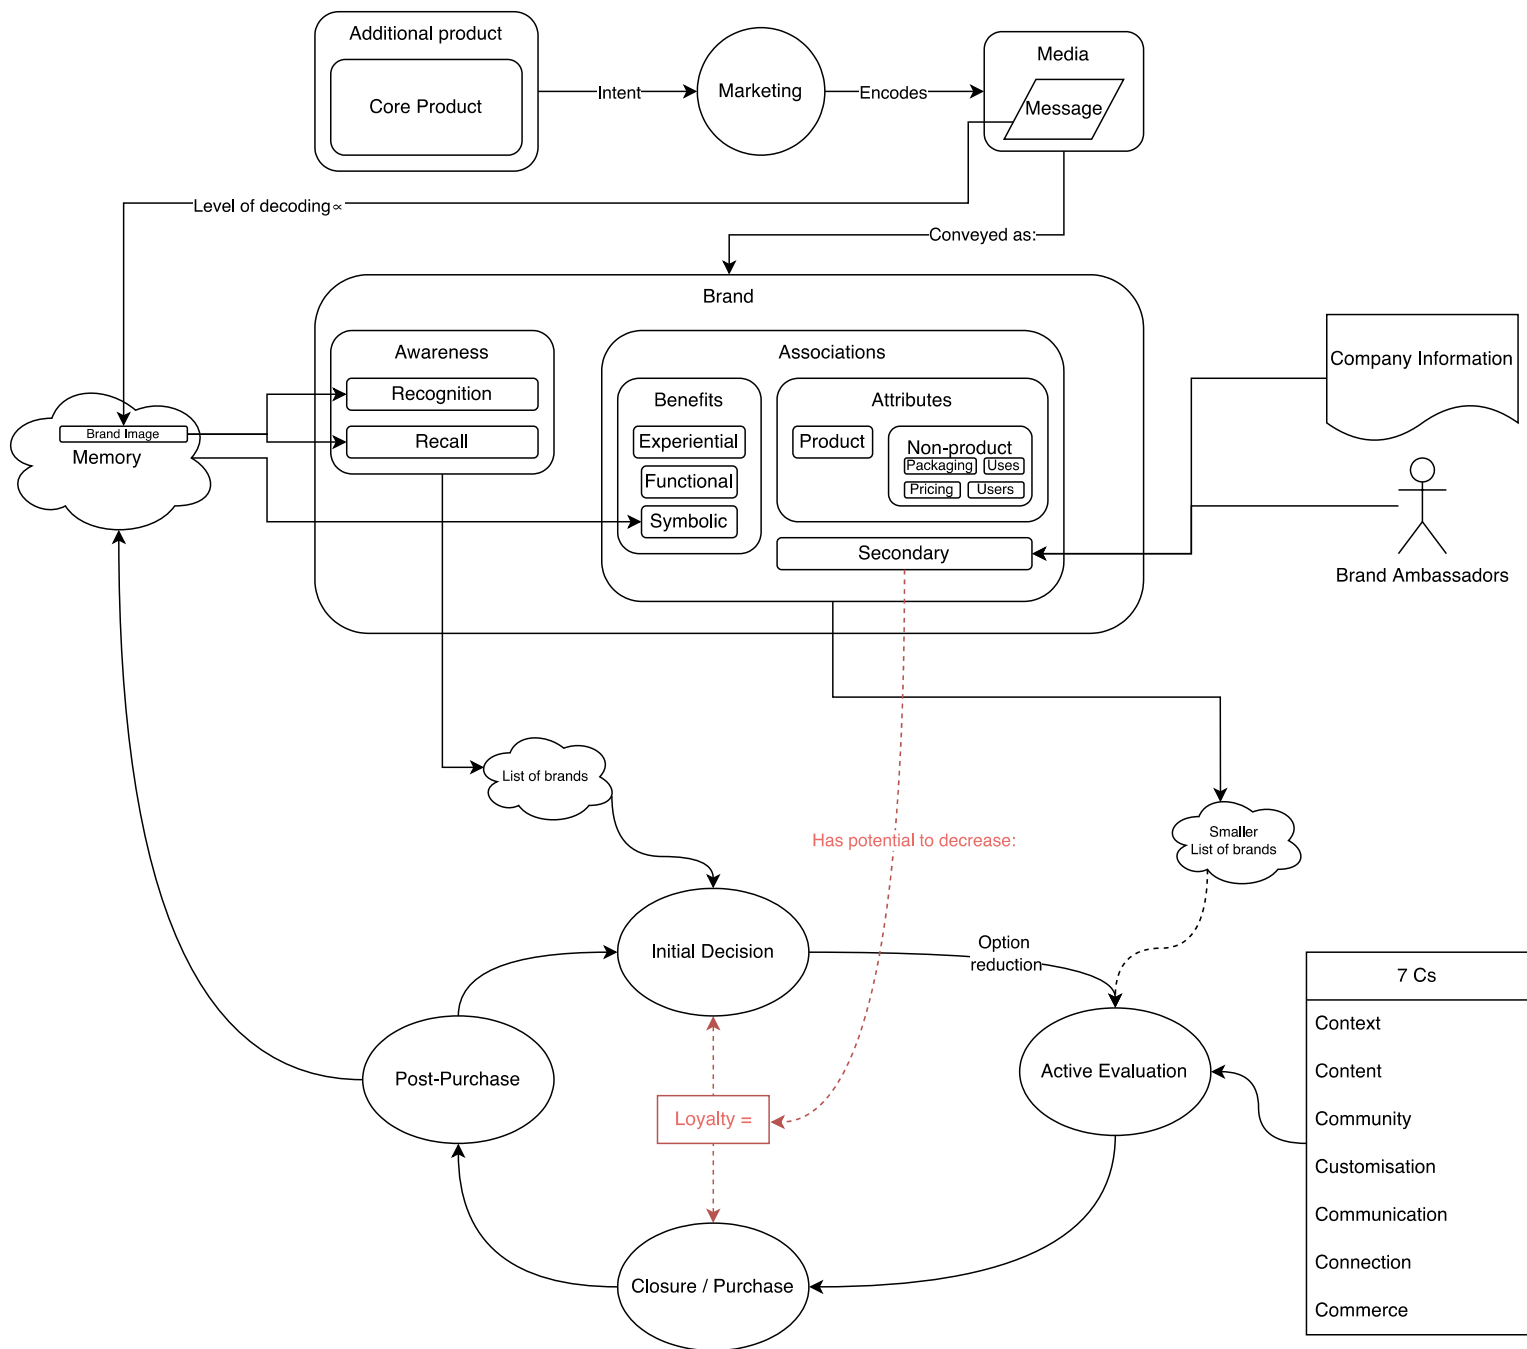 Additional product
Core Product
Intent
Marketing
Encodes
Media
Message
Level of decoding∝
Conveyed as:
Brand
Awareness
Recognition
Recall
Associations
Benefits
Experiential
Functional
Symbolic
Attributes
Product
Non-product
Packaging
Uses
Pricing
Users
Secondary
Company Information
Brand Ambassadors
Brand Image
Memory
List of brands
Has potential to decrease:
Smaller
List of brands
Initial Decision
Option
reduction
7 Cs
Context
Content
Community
Customisation
Communication
Connection
Commerce
Active Evaluation
Post-Purchase
Loyalty =
Closure / Purchase